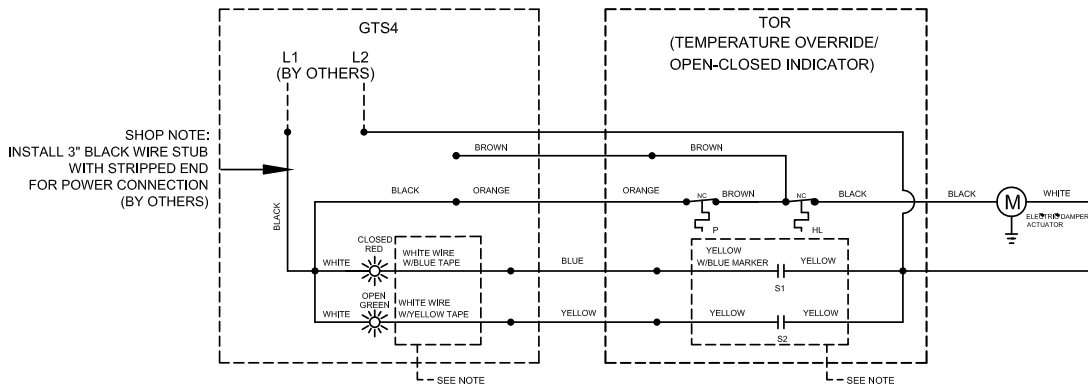 GTS4
TOR
(TEMPERATURE OVERRIDE/
OPEN-CLOSED INDICATOR)
L1 L2
(BY OTHERS)
SHOP NOTE:
INSTALL 3" BLACK WIRE STUB
WITH STRIPPED END
FOR POWER CONNECTION
(BY OTHERS)
BROWN BROWN
BLACK ORANGE ORANGE NC BROWN NC BLACK BLACK M WHITE
P HL
ELECTRIC DAMPER
ACTUATOR
BLACK
CLOSED
RED
WHITE
WHITE WIRE
W/BLUE TAPE
BLUE
YELLOW
W/BLUE MARKER
YELLOW
S1
OPEN
GREEN
WHITE
WHITE WIRE
W/YELLOW TAPE
YELLOW YELLOW YELLOW
S2
SEE NOTE SEE NOTE